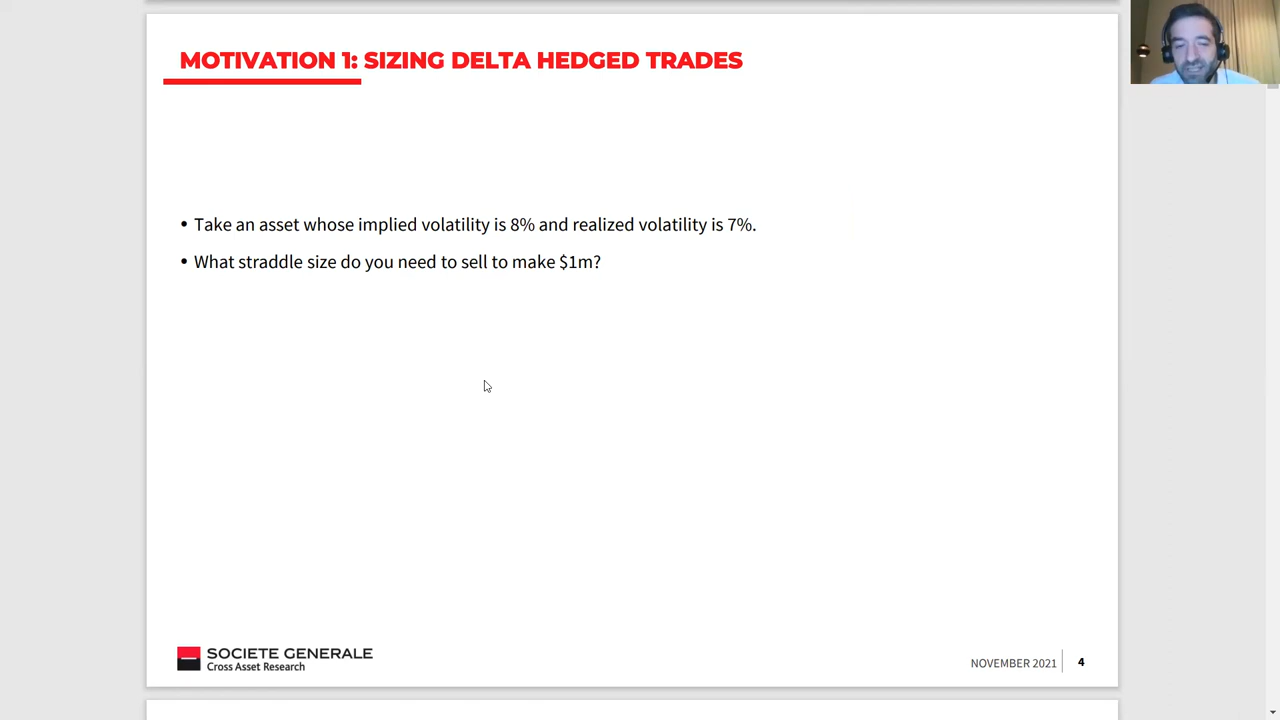 MOTIVATION 1: SIZING DELTA HEDGED TRADES
• Take an asset whose implied volatility is 8% and realized volatility is 7%.
• What straddle size do you need to sell to make $1m?
SOCIETE GENERALE
Cross Asset Research
NOVEMBER 2021
4